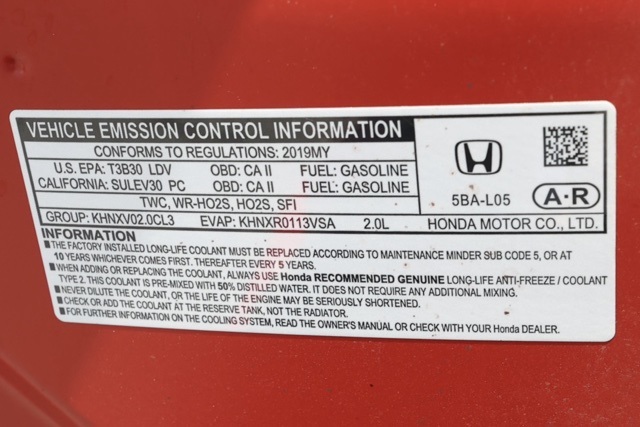 VEHICLE EMISSION CONTROL INFORMATION
CONFORMS TO REGULATIONS: 2019MY
U.S. EPA: T3B30 LDV OBD: CA II FUEL: GASOLINE
CALIFORNIA: SULEV30 PC OBD: CA II FUEL: GASOLINE
TWC, WR-HO2S, HO2S, SFI
GROUP: KHNXV02.0CL3 EVAP: KHNXR0113VSA 2.0L
5BA-L05
A·R
HONDA MOTOR CO., LTD.
INFORMATION
■THE FACTORY INSTALLED LONG-LIFE COOLANT MUST BE REPLACED ACCORDING TO MAINTENANCE MINDER SUB CODE 5, OR AT
10 YEARS WHICHEVER COMES FIRST. THEREAFTER EVERY 5 YEARS.
■WHEN ADDING OR REPLACING THE COOLANT, ALWAYS USE Honda RECOMMENDED GENUINE LONG-LIFE ANTI-FREEZE / COOLANT
TYPE 2. THIS COOLANT IS PRE-MIXED WITH 50% DISTILLED WATER. IT DOES NOT REQUIRE ANY ADDITIONAL MIXING.
■NEVER DILUTE THE COOLANT, OR THE LIFE OF THE ENGINE MAY BE SERIOUSLY SHORTENED.
■CHECK OR ADD THE COOLANT AT THE RESERVE TANK, NOT THE RADIATOR.
■FOR FURTHER INFORMATION ON THE COOLING SYSTEM, READ THE OWNER'S MANUAL OR CHECK WITH YOUR Honda DEALER.